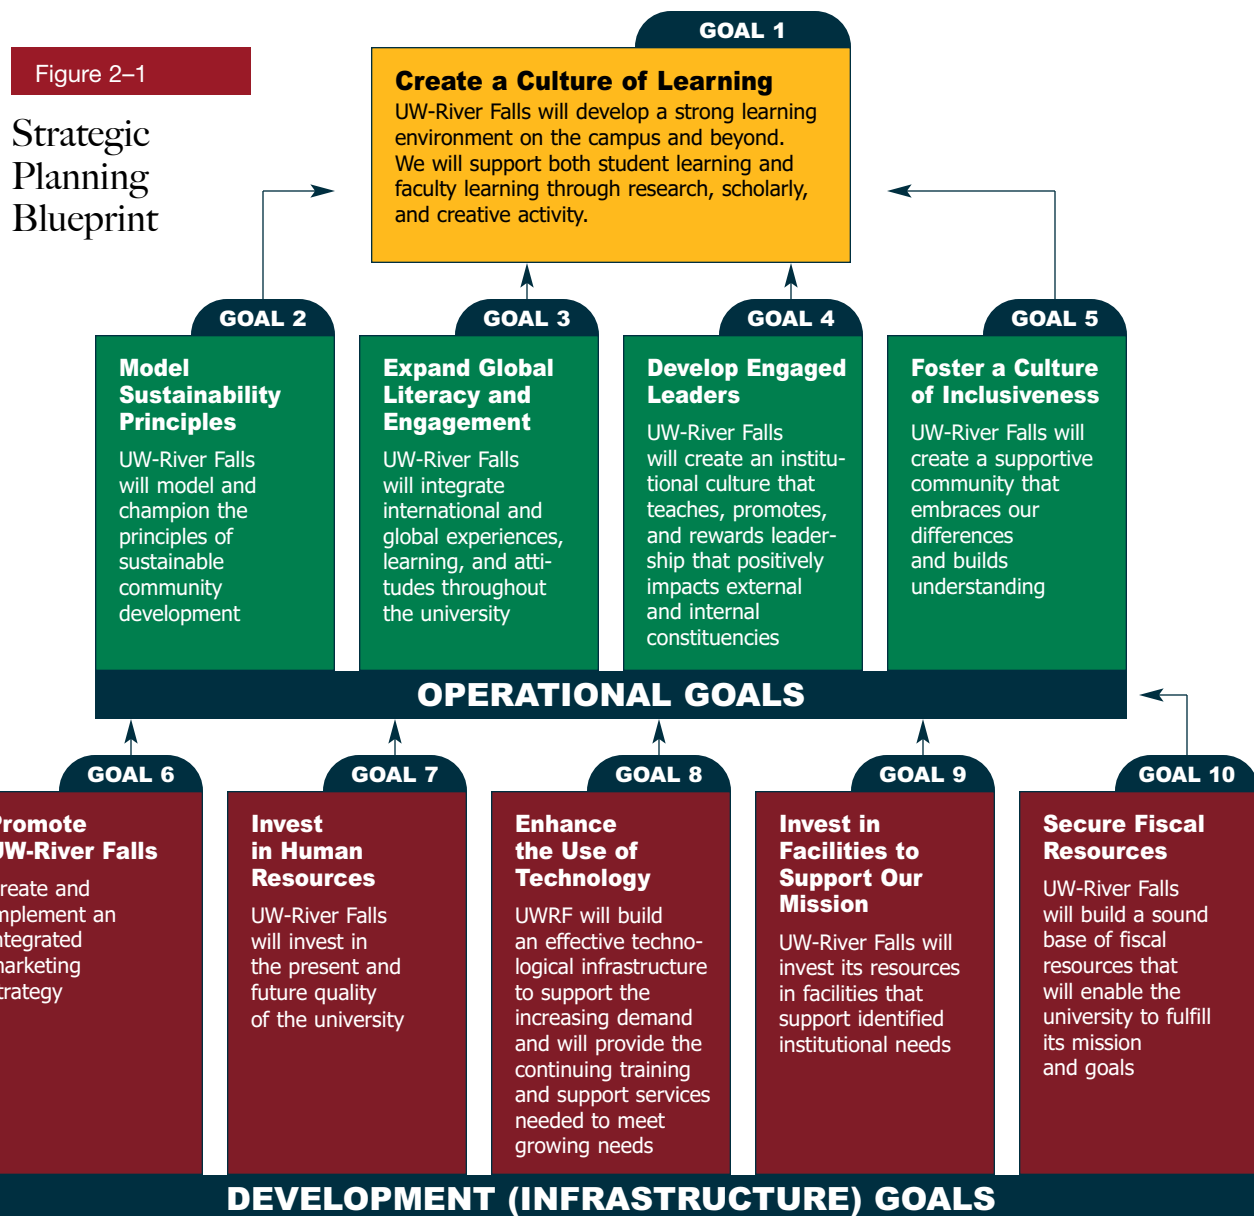 Figure 2–1
Strategic
Planning
Blueprint
GOAL 1
Create a Culture of Learning
UW-River Falls will develop a strong learning
environment on the campus and beyond.
We will support both student learning and
faculty learning through research, scholarly,
and creative activity.
GOAL 2
Model
Sustainability
Principles
UW-River Falls
will model and
champion the
principles of
sustainable
community
development
GOAL 3
Expand Global
Literacy and
Engagement
UW-River Falls
will integrate
international and
global experiences,
learning, and atti-
tudes throughout
the university
GOAL 4
Develop Engaged
Leaders
UW-River Falls
will create an institu-
tional culture that
teaches, promotes,
and rewards leader-
ship that positively
impacts external
and internal
constituencies
GOAL 5
Foster a Culture
of Inclusiveness
UW-River Falls will
create a supportive
community that
embraces our
differences
and builds
understanding
OPERATIONAL GOALS
GOAL 6
Promote
UW-River Falls
reate and
mplement an
ntegrated
marketing
trategy
GOAL 7
Invest
in Human
Resources
UW-River Falls
will invest in
the present and
future quality
of the university
GOAL 8
Enhance
the Use of
Technology
UWRF will build
an effective techno-
logical infrastructure
to support the
increasing demand
and will provide the
continuing training
and support services
needed to meet
growing needs
GOAL 9
Invest in
Facilities to
Support Our
Mission
UW-River Falls will
invest its resources
in facilities that
support identified
institutional needs
GOAL 10
Secure Fiscal
Resources
UW-River Falls
will build a sound
base of fiscal
resources that
will enable the
university to fulfill
its mission
and goals
DEVELOPMENT (INFRASTRUCTURE) GOALS